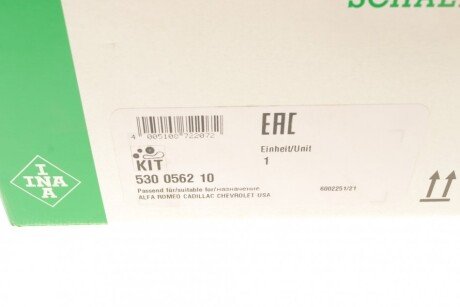 SCHAE
4 005108 722072
EAC
KIT
Einheit/Unit
1
530 0562 10
Passend für/suitable for/назначение
ALFA ROMEO CADILLAC CHEVROLET-USA
6002251/21
I
INA
A